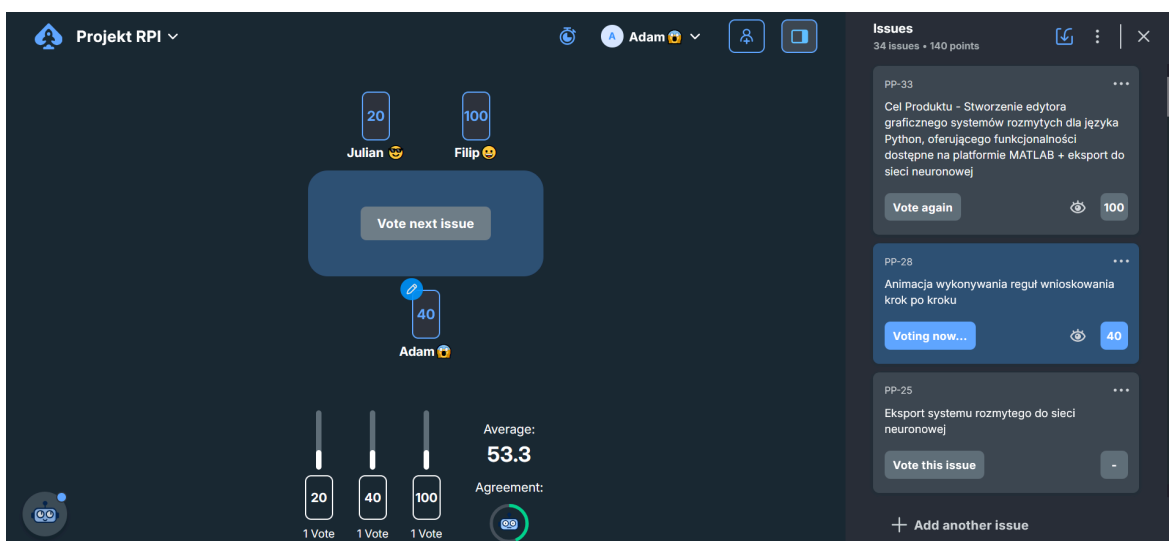 Projekt RPI
A Adam 😱
20
100
Julian 😎
Filip 😀
Vote next issue
40
Adam 😱
Average:
53.3
Agreement:
20
40
100
1 Vote
1 Vote
1 Vote
Issues
34 issues • 140 points
PP-33
Cel Produktu - Stworzenie edytora
graficznego systemów rozmytych dla języka
Python, oferującego funkcjonalności
dostępne na platformie MATLAB + eksport do
sieci neuronowej
Vote again
100
PP-28
Animacja wykonywania reguł wnioskowania
krok po kroku
Voting now...
40
PP-25
Eksport systemu rozmytego do sieci
neuronowej
Vote this issue
-
+ Add another issue